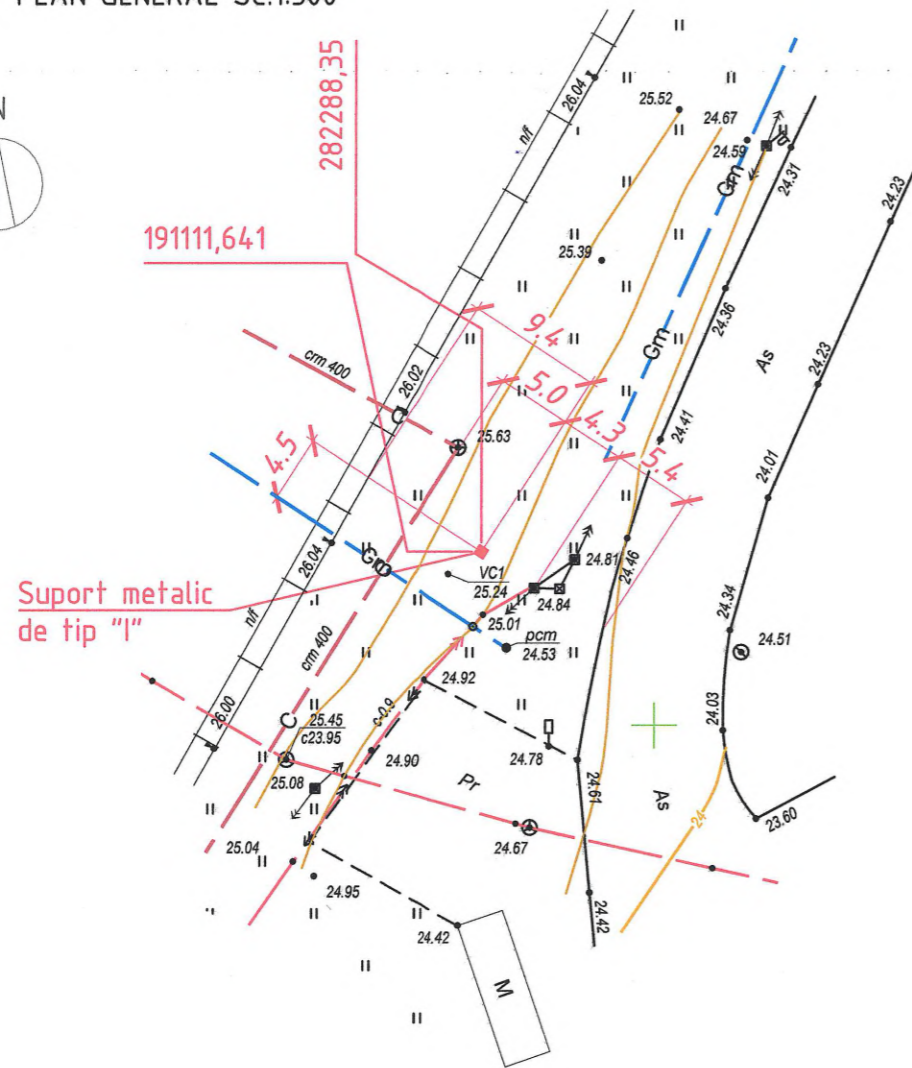 PLAN GENERAL SC.1:500
N
282288,35
191111,641
n/f
26.04
25.52
24.67
24.59
Gm
24.31
24.23
25.39
24.36
9.4
Gm
As
crm 400
26.02
5.0
24.23
C
25.63
4.3
24.41
4.5
5.4
24.01
26.04
Gm
24.81
24.46
VC1
25.24
24.84
Suport metalic
de tip "I"
n/f
25.01
24.34
crm 400
pcm
24.53
24.51
24.92
c-0.9
26.00
C
25.45
c23.95
24.03
24.90
24.78
25.08
Pr
24.61
As
24
23.60
24.67
25.04
24.95
24.42
24.42
M